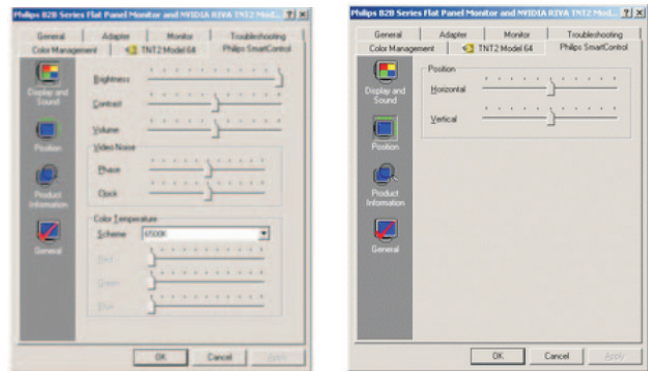 Philips 82B Series Flat Panel Monitor and NVIDIA RIVA TNT2 Mod...
General Adapter Monitor Troubleshooting
Color Management TNT2 Model 64 Philips SmartControl
Display and
Sound
Position
Product
Information
General
Brightness
Contrast
Volume
Video Noise
Phase
Clock
Color Temperature
Scheme 6500K
Red
Green
Blue
OK Cancel Apply
Philips 82B Series Flat Panel Monitor and NVIDIA RIVA TNT2 Mod...
General Adapter Monitor Troubleshooting
Color Management TNT2 Model 64 Philips SmartControl
Display and
Sound
Position
Product
Information
General
Position
Horizontal
Vertical
OK Cancel Apply